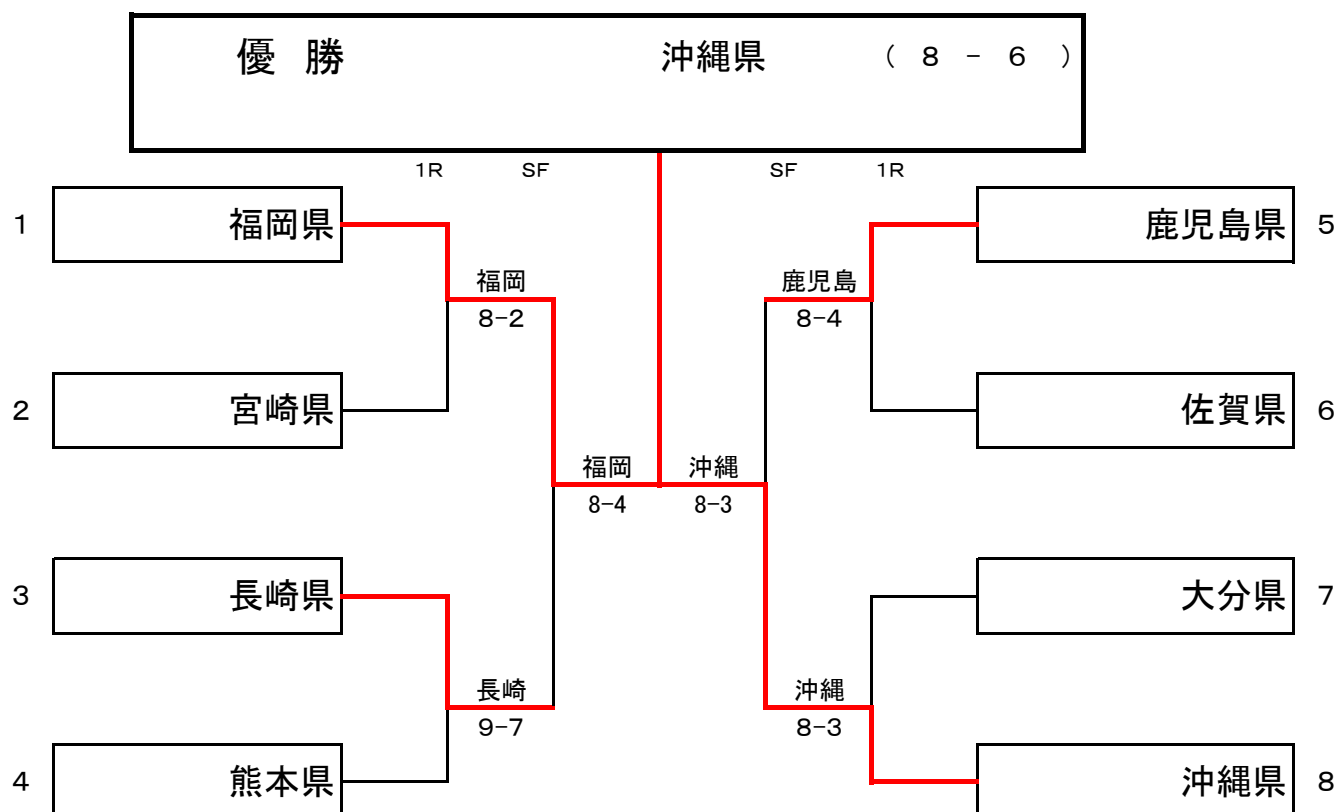 優 勝 沖縄県 ( 8 - 6 )
1R SF SF 1R
1 福岡県 鹿児島県 5
福岡 鹿児島
8-2 8-4
2 宮崎県 佐賀県 6
福岡 沖縄
8-4 8-3
3 長崎県 大分県 7
長崎 沖縄
9-7 8-3
4 熊本県 沖縄県 8